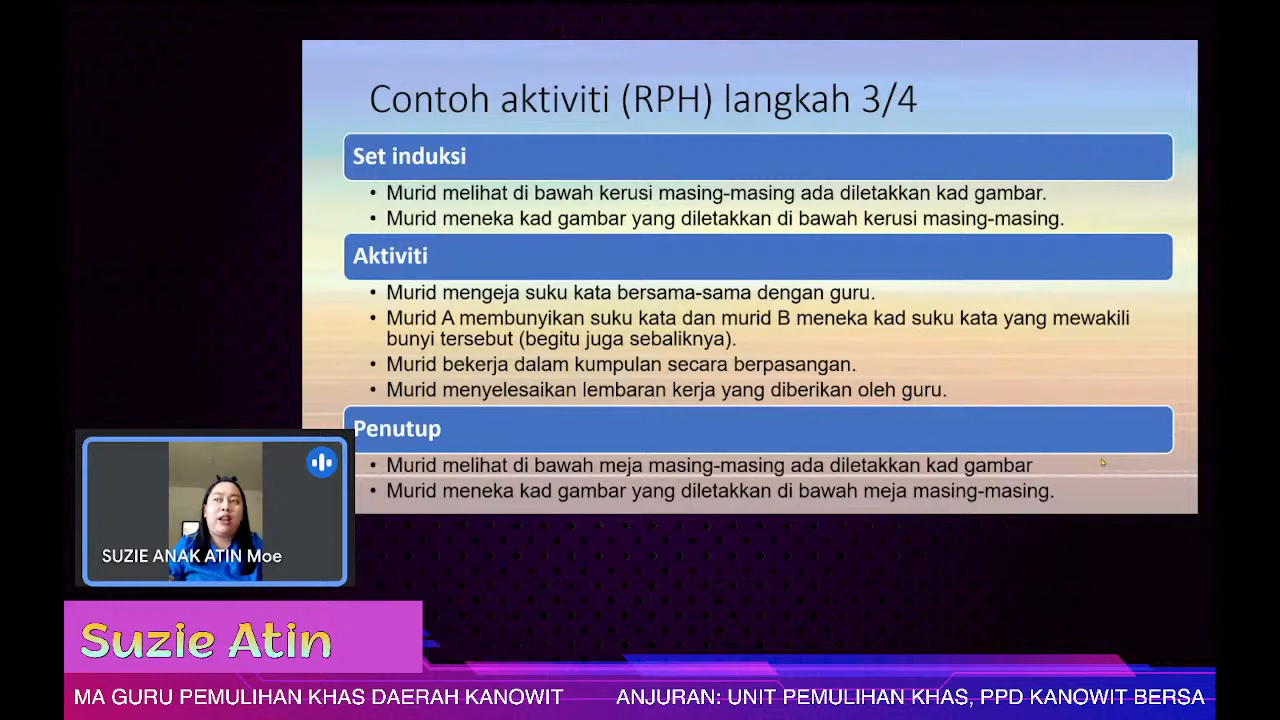 Contoh aktiviti (RPH) langkah 3/4
Set induksi
• Murid melihat di bawah kerusi masing-masing ada diletakkan kad gambar.
• Murid meneka kad gambar yang diletakkan di bawah kerusi masing-masing.
Aktiviti
• Murid mengeja suku kata bersama-sama dengan guru.
• Murid A membunyikan suku kata dan murid B meneka kad suku kata yang mewakili
bunyi tersebut (begitu juga sebaliknya).
• Murid bekerja dalam kumpulan secara berpasangan.
• Murid menyelesaikan lembaran kerja yang diberikan oleh guru.
Penutup
• Murid melihat di bawah meja masing-masing ada diletakkan kad gambar
• Murid meneka kad gambar yang diletakkan di bawah meja masing-masing.
SUZIE ANAK ATIN Moe
Suzie Atin
MA GURU PEMULIHAN KHAS DAERAH KANOWIT ANJURAN: UNIT PEMULIHAN KHAS, PPD KANOWIT BERSA